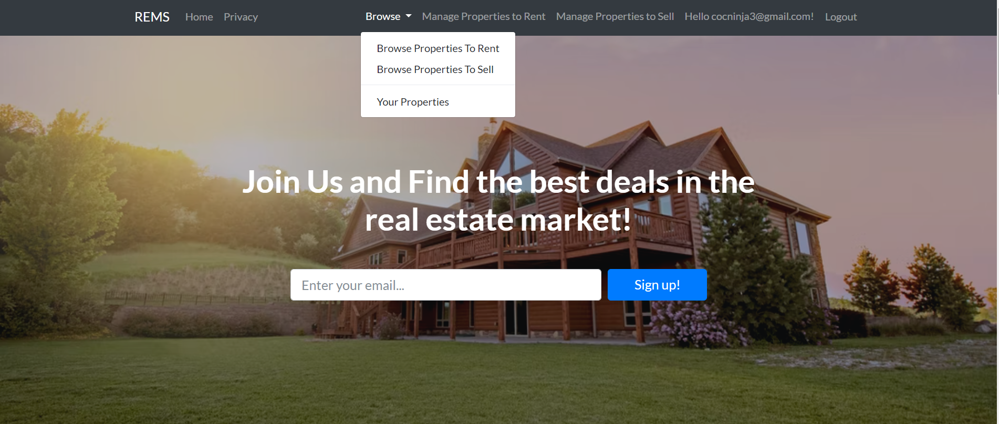 REMS Home Privacy Browse Manage Properties to Rent Manage Properties to Sell Hello cocninja3@gmail.com! Logout
Browse Properties To Rent
Browse Properties To Sell
Your Properties
Join Us and Find the best deals in the
real estate market!
Enter your email... Sign up!